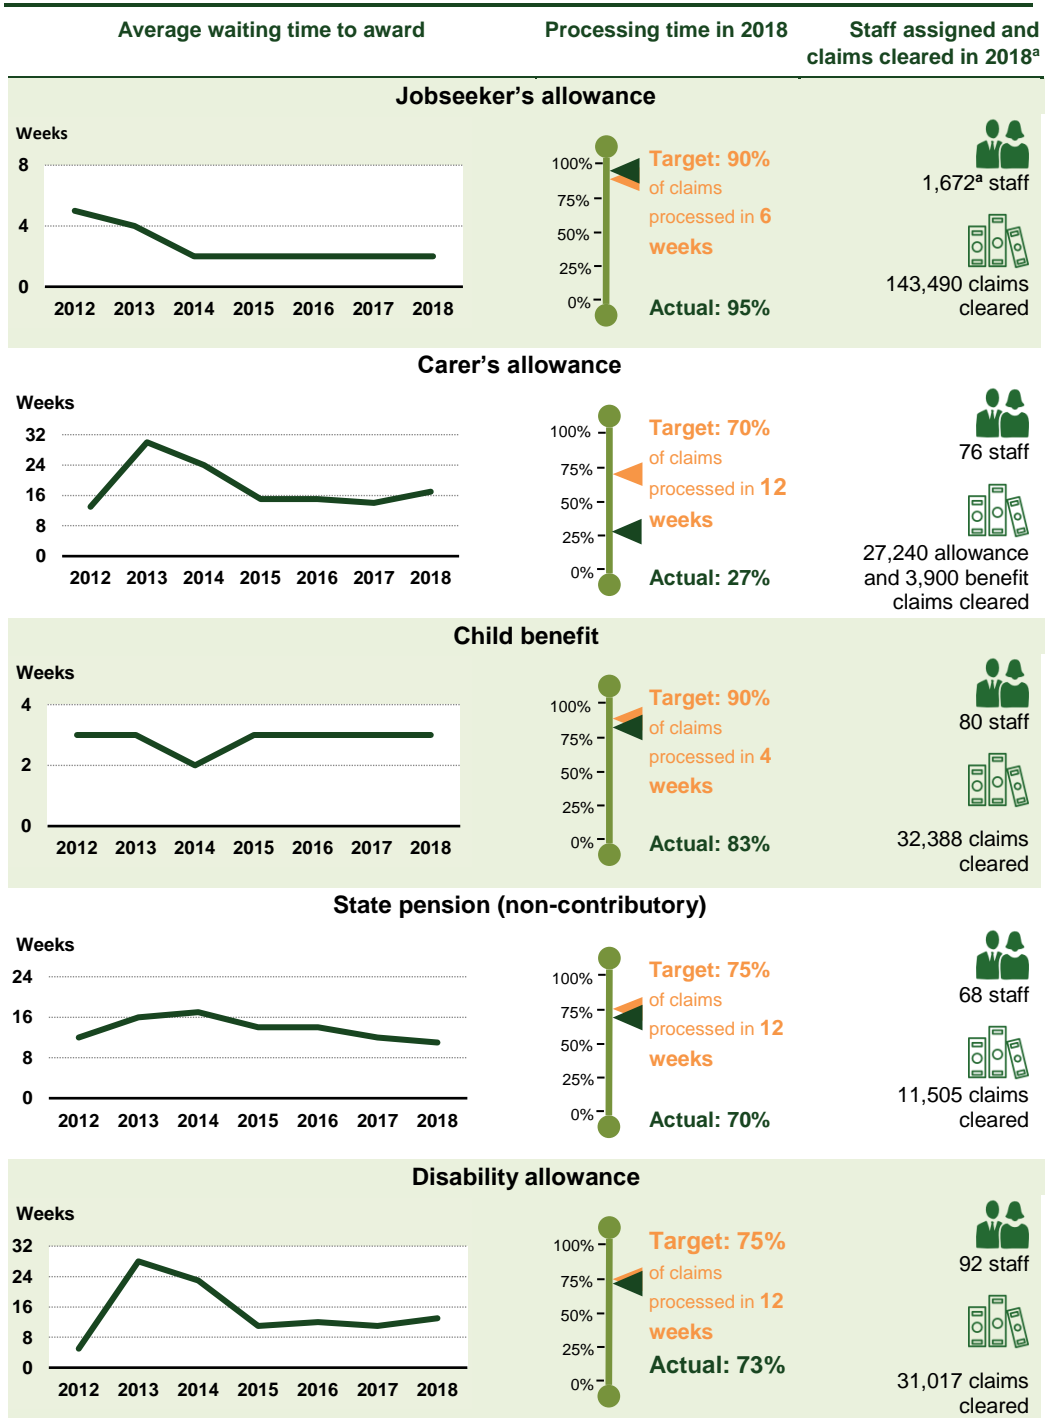 Average waiting time to award
Processing time in 2018
Staff assigned and
claims cleared in 2018ª
Jobseeker's allowance
Weeks
8
4
0
2012 2013 2014 2015 2016 2017 2018
100%
75%
50%
25%
0%
Target: 90%
of claims
processed in 6
weeks
Actual: 95%
1,672ª staff
143,490 claims
cleared
Carer's allowance
Weeks
32
24
16
8
0
2012 2013 2014 2015 2016 2017 2018
100%
75%
50%
25%
0%
Target: 70%
of claims
processed in 12
weeks
Actual: 27%
76 staff
27,240 allowance
and 3,900 benefit
claims cleared
Child benefit
Weeks
4
2
0
2012 2013 2014 2015 2016 2017 2018
100%
75%
50%
25%
0%
Target: 90%
of claims
processed in 4
weeks
Actual: 83%
80 staff
32,388 claims
cleared
State pension (non-contributory)
Weeks
24
16
8
0
2012 2013 2014 2015 2016 2017 2018
100%
75%
50%
25%
0%
Target: 75%
of claims
processed in 12
weeks
Actual: 70%
68 staff
11,505 claims
cleared
Disability allowance
Weeks
32
24
16
8
0
2012 2013 2014 2015 2016 2017 2018
100%
75%
50%
25%
0%
Target: 75%
of claims
processed in 12
weeks
Actual: 73%
92 staff
31,017 claims
cleared